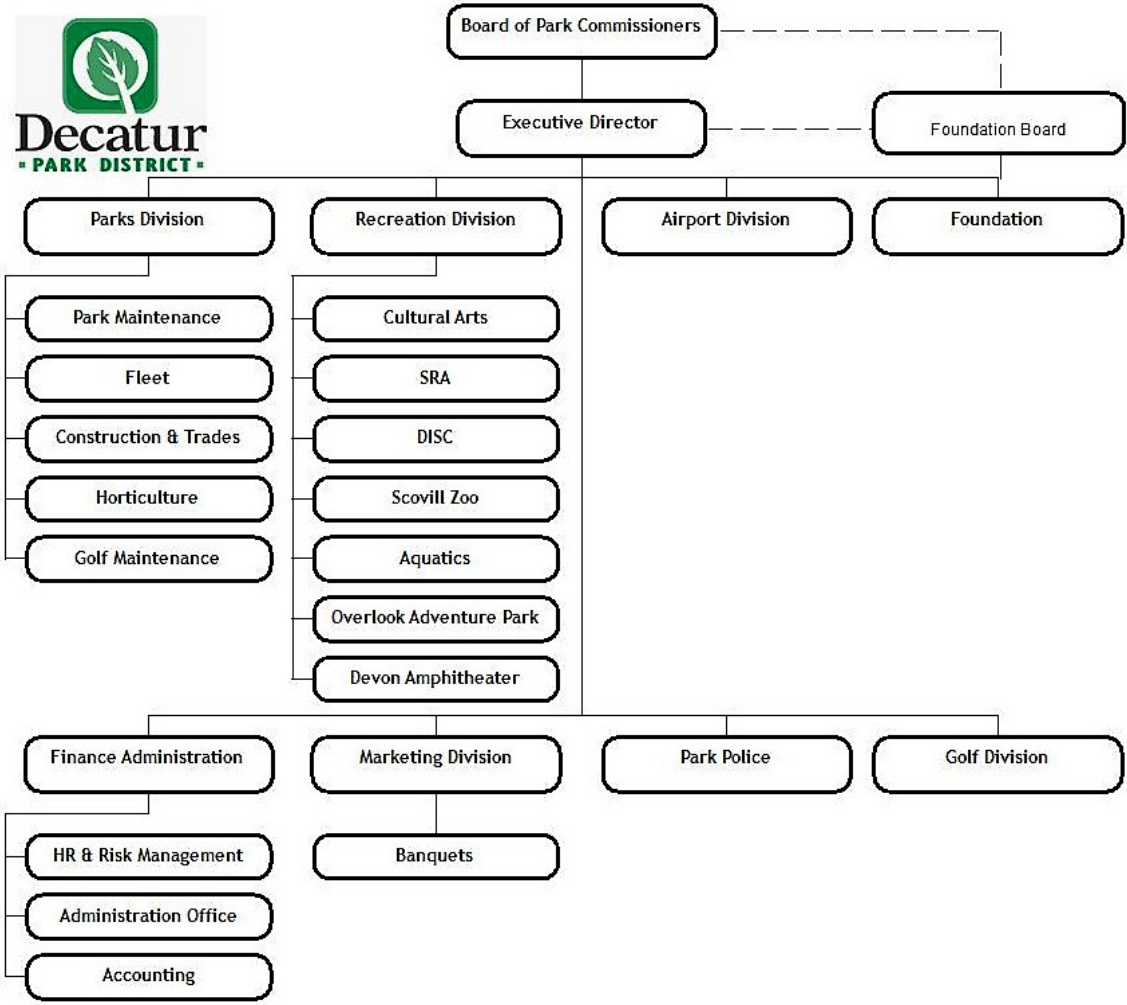 Board of Park Commissioners
Decatur
PARK DISTRICT
Executive Director
Foundation Board
Parks Division
Recreation Division
Airport Division
Foundation
Park Maintenance
Cultural Arts
Fleet
SRA
Construction & Trades
DISC
Horticulture
Scovill Zoo
Golf Maintenance
Aquatics
Overlook Adventure Park
Devon Amphitheater
Finance Administration
Marketing Division
Park Police
Golf Division
HR & Risk Management
Banquets
Administration Office
Accounting